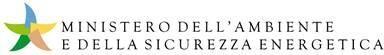 MINISTERO DELL'AMBIENTE
E DELLA SICUREZZA ENERGETICA